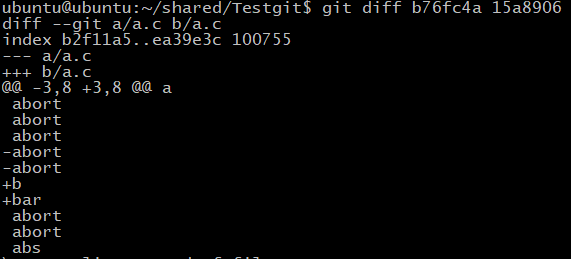 ubuntu@ubuntu:~/shared/Testgit$ git diff b76fc4a 15a8906
diff --git a/a.c b/a.c
index b2f11a5..ea39e3c 100755
--- a/a.c
+++ b/a.c
@@ -3,8 +3,8 @@ a
 abort
 abort
 abort
-abort
-abort
+b
+bar
 abort
 abort
 abs